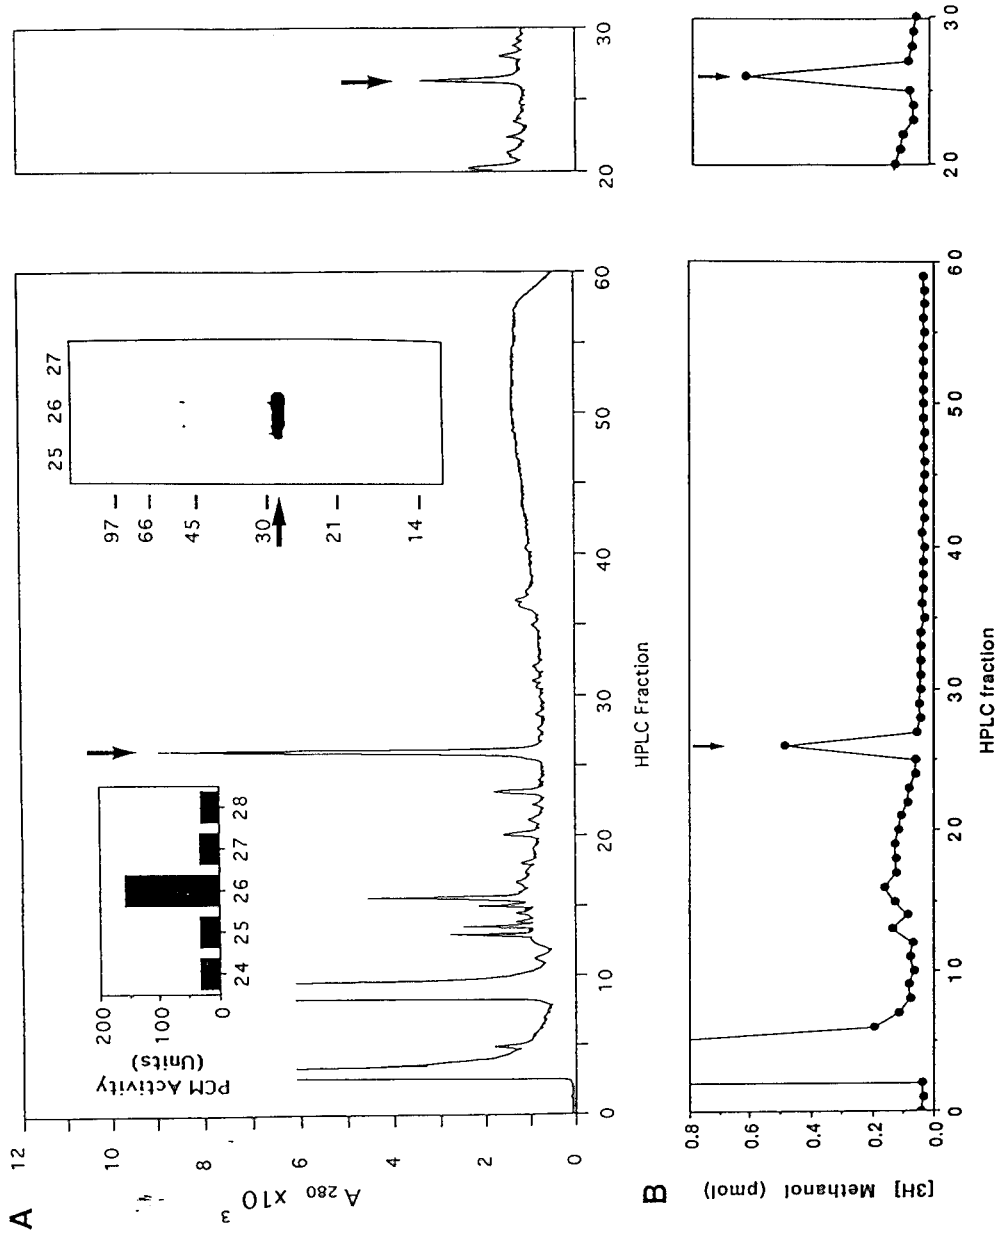 A
A 280 x10 3
12
10
8
6
4
2
0
PCM Activity
(Units)
200
100
0
24 25 26 27 28
25 26 27
97 –
66 –
45 –
30 –
21 –
14 –
0 10 20 30 40 50 60
HPLC Fraction
20 30
B
[3H] Methanol (pmol)
0.8
0.6
0.4
0.2
0.0
0 10 20 30 40 50 60
HPLC fraction
20 30